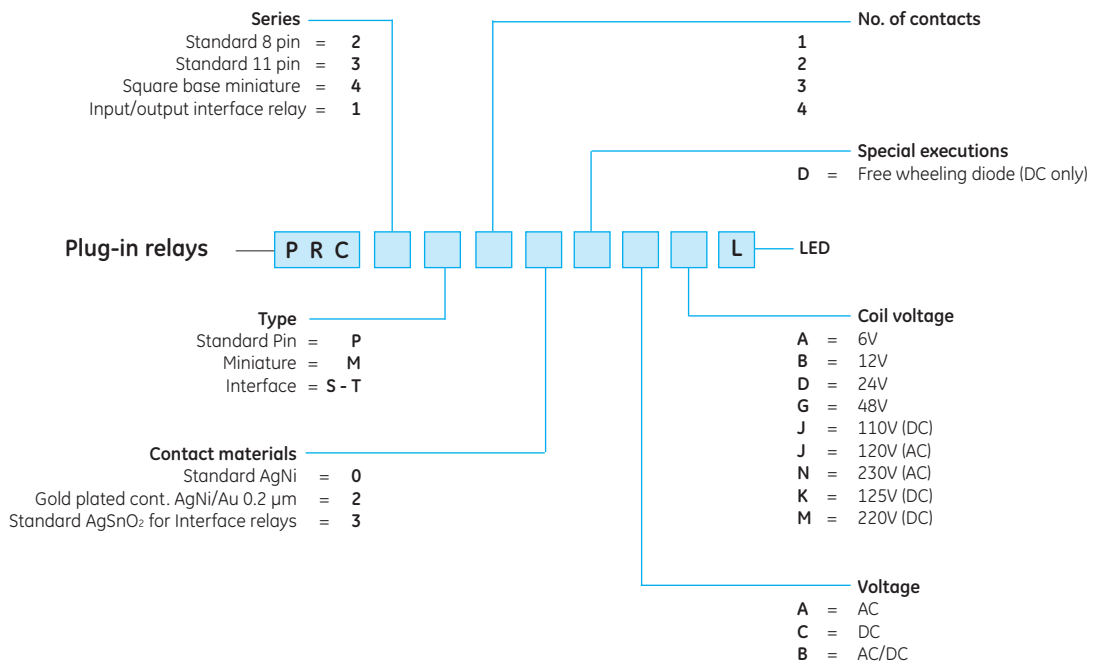 Series
Standard 8 pin = 2
Standard 11 pin = 3
Square base miniature = 4
Input/output interface relay = 1
No. of contacts
1
2
3
4
Special executions
D = Free wheeling diode (DC only)
Plug-in relays P R C L LED
Type
Standard Pin = P
Miniature = M
Interface = S - T
Contact materials
Standard AgNi = 0
Gold plated cont. AgNi/Au 0.2 µm = 2
Standard AgSnO₂ for Interface relays = 3
Coil voltage
A = 6V
B = 12V
D = 24V
G = 48V
J = 110V (DC)
J = 120V (AC)
N = 230V (AC)
K = 125V (DC)
M = 220V (DC)
Voltage
A = AC
C = DC
B = AC/DC